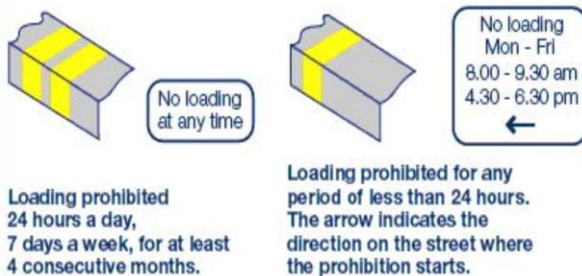 No loading
at any time
Loading prohibited
24 hours a day,
7 days a week, for at least
4 consecutive months.
No loading
Mon - Fri
8.00 - 9.30 am
4.30 - 6.30 pm
←
Loading prohibited for any
period of less than 24 hours.
The arrow indicates the
direction on the street where
the prohibition starts.